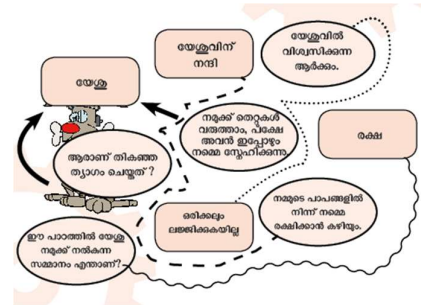 യേശുവിന്
നന്ദി
യേശുവിൽ
വിശ്വസിക്കുന്ന
ആർക്കും.
യേശു
നമുക്ക് തെറ്റുകൾ
വരുത്താം, പക്ഷേ
അവൻ ഇപ്പോഴും
നമ്മെ സ്നേഹിക്കുന്നു.
രക്ഷ
ആരാണ് തികഞ്ഞ
ത്യാഗം ചെയ്തത് ?
ഒരിക്കലും
ലജ്ജിക്കുകയില്ല
നമ്മുടെ പാപങ്ങളിൽ
നിന്ന് നമ്മെ
രക്ഷിക്കാൻ കഴിയും.
ഈ പാഠത്തിൽ യേശു
നമുക്ക് നൽകുന്ന
സമ്മാനം എന്താണ്?